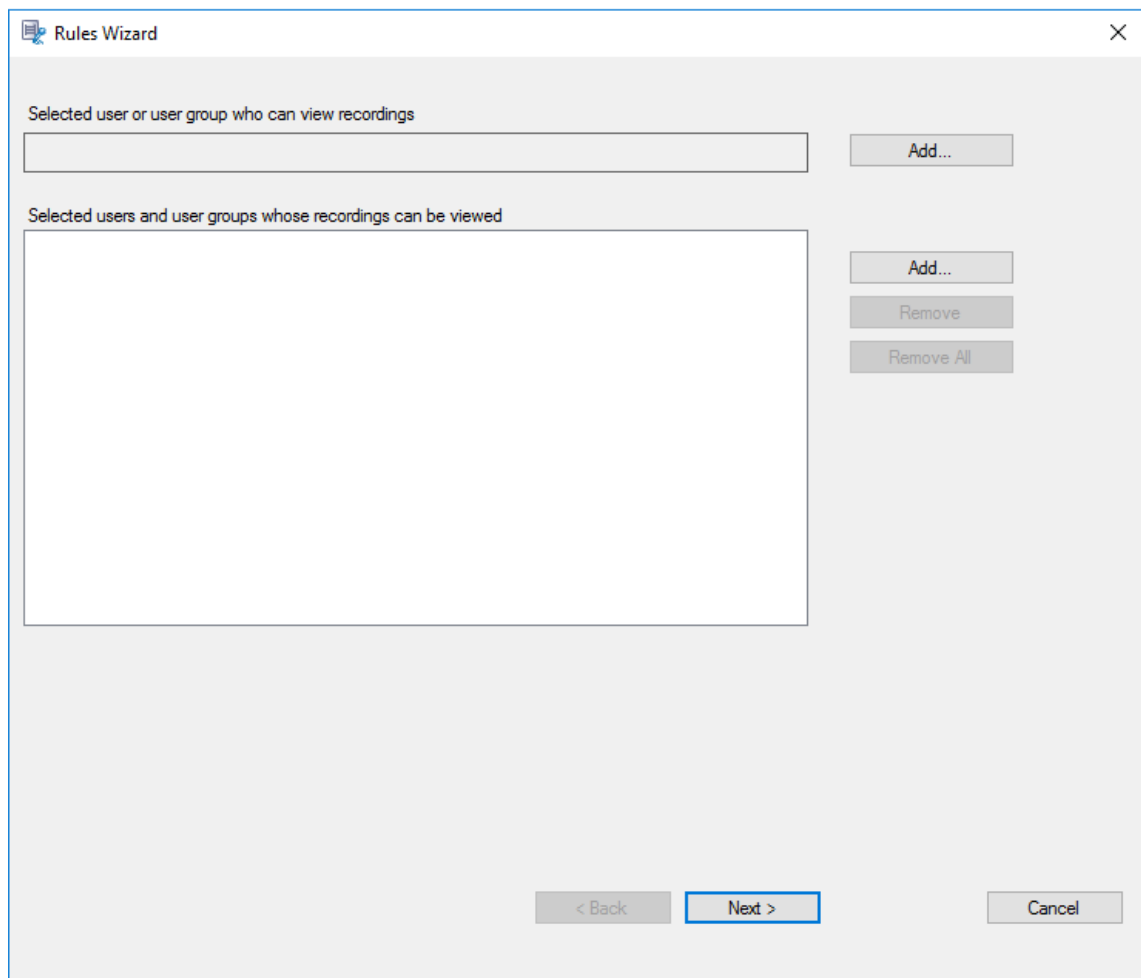 Rules Wizard
Selected user or user group who can view recordings
Add...
Selected users and user groups whose recordings can be viewed
Add...
Remove
Remove All
< Back
Next >
Cancel